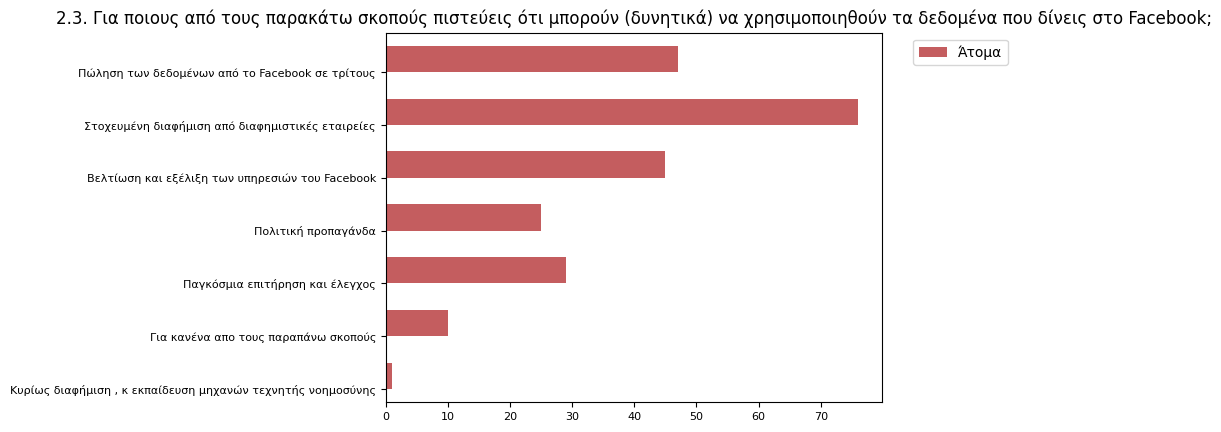 2.3. Για ποιους από τους παρακάτω σκοπούς πιστεύεις ότι μπορούν (δυνητικά) να χρησιμοποιηθούν τα δεδομένα που δίνεις στο Facebook;
Άτομα
Πώληση των δεδομένων από το Facebook σε τρίτους
Στοχευμένη διαφήμιση από διαφημιστικές εταιρείες
Βελτίωση και εξέλιξη των υπηρεσιών του Facebook
Πολιτική προπαγάνδα
Παγκόσμια επιτήρηση και έλεγχος
Για κανένα απο τους παραπάνω σκοπούς
Κυρίως διαφήμιση , κ εκπαίδευση μηχανών τεχνητής νοημοσύνης
0 10 20 30 40 50 60 70